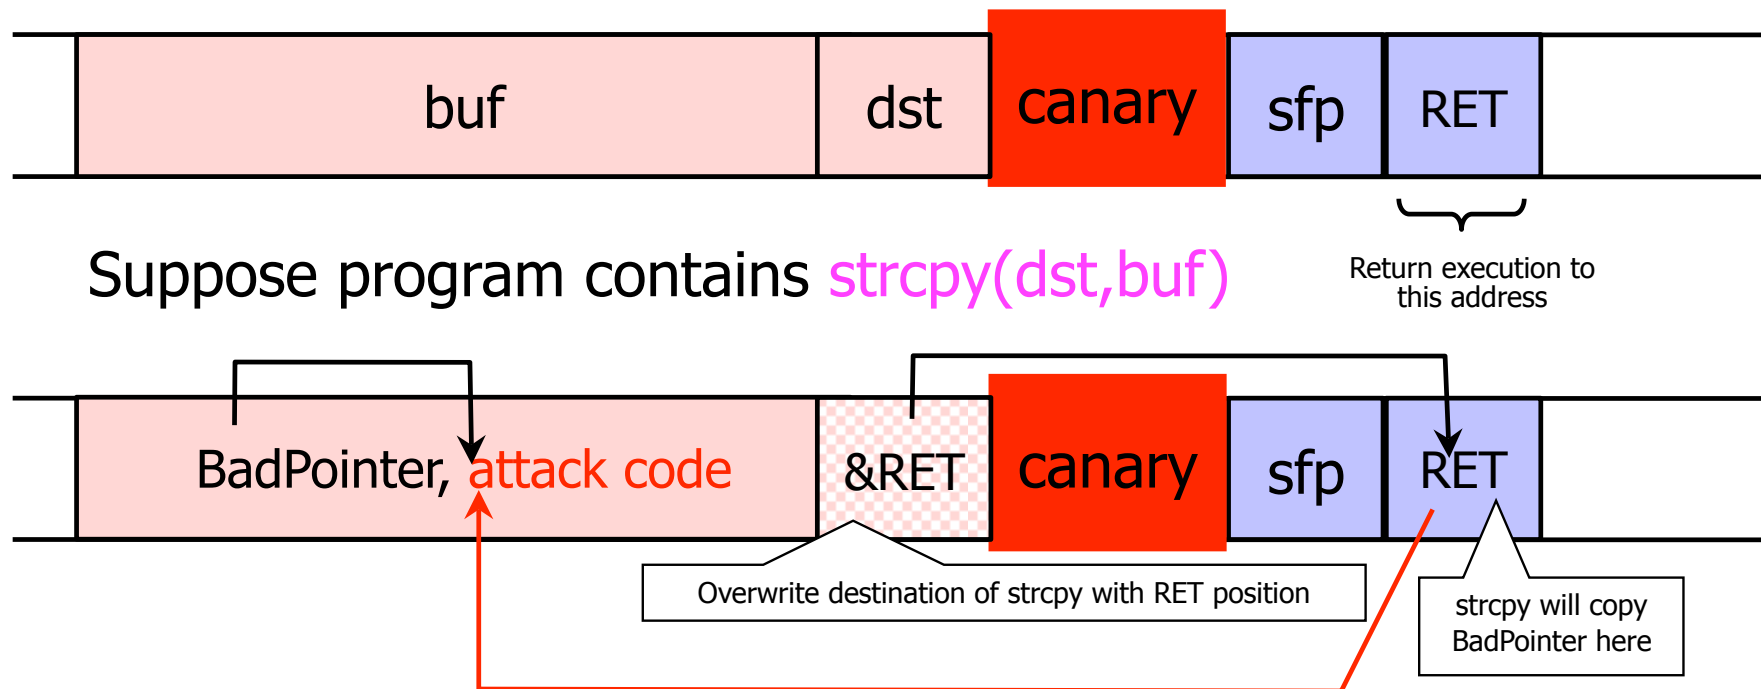 buf
dst
canary
sfp
RET
Suppose program contains strcpy(dst,buf)
Return execution to
this address
BadPointer, attack code
&RET
canary
sfp
RET
Overwrite destination of strcpy with RET position
strcpy will copy
BadPointer here